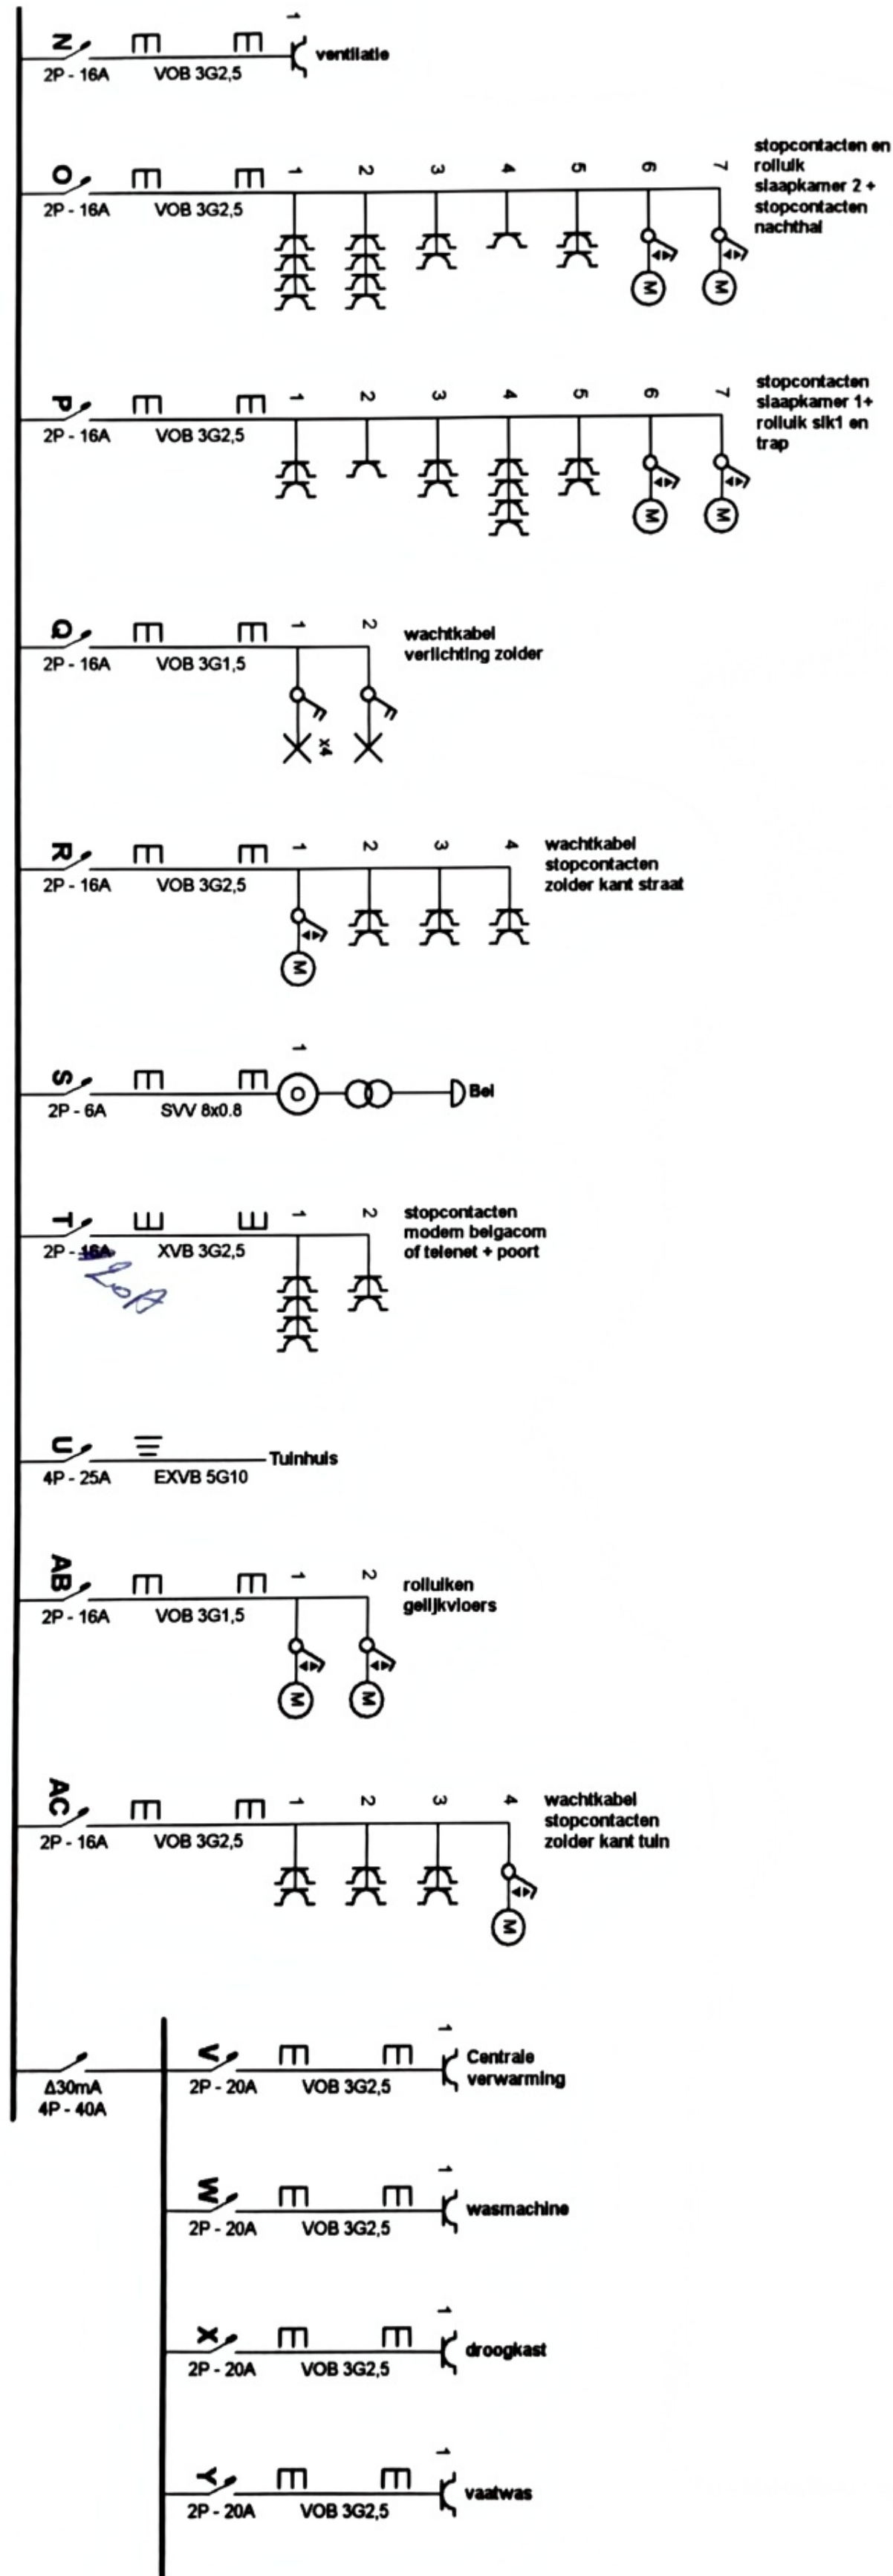 N
2P - 16A
VOB 3G2,5
1
ventilatie
O
2P - 16A
VOB 3G2,5
1
2
3
4
5
6
7
M
M
stopcontacten en
rolluik
slaapkamer 2 +
stopcontacten
nachthal
P
2P - 16A
VOB 3G2,5
1
2
3
4
5
6
7
M
M
stopcontacten
slaapkamer 1+
rolluik slk1 en
trap
Q
2P - 16A
VOB 3G1,5
1
2
x4
wachtkabel
verlichting zolder
R
2P - 16A
VOB 3G2,5
1
2
3
4
M
wachtkabel
stopcontacten
zolder kant straat
S
2P - 6A
SVV 8x0.8
1
Bel
T
2P - 16A
20A
XVB 3G2,5
1
2
stopcontacten
modem belgacom
of telenet + poort
U
4P - 25A
EXVB 5G10
Tuinhuis
AB
2P - 16A
VOB 3G1,5
1
2
M
M
rolluiken
gelijkvloers
AC
2P - 16A
VOB 3G2,5
1
2
3
4
M
wachtkabel
stopcontacten
zolder kant tuin
Δ30mA
4P - 40A
V
2P - 20A
VOB 3G2,5
1
Centrale
verwarming
W
2P - 20A
VOB 3G2,5
1
wasmachine
X
2P - 20A
VOB 3G2,5
1
droogkast
Y
2P - 20A
VOB 3G2,5
1
vaatwas